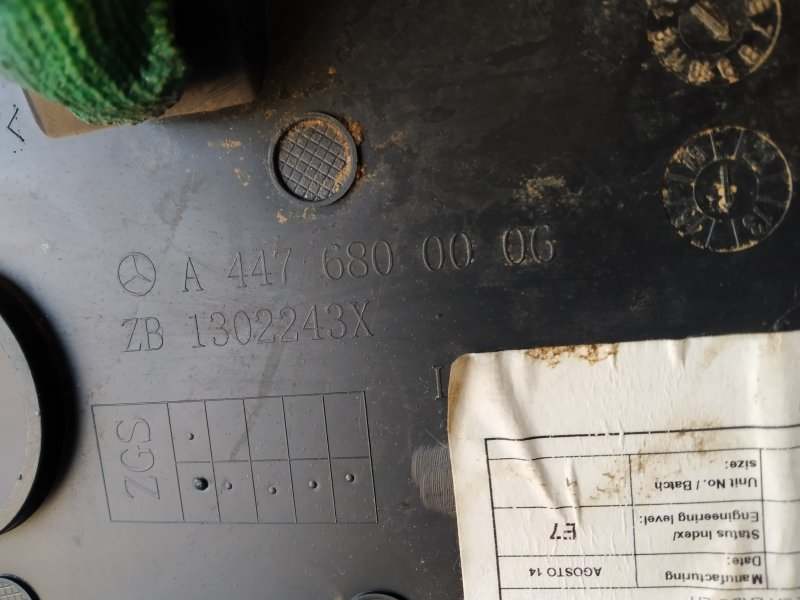 A 447 680 00 0G
ZB 1302243X
ZGS
Unit No. / Batch size:
Status Index/ Engineering level:
E7
Manufacturing Date:
AGOSTO 14